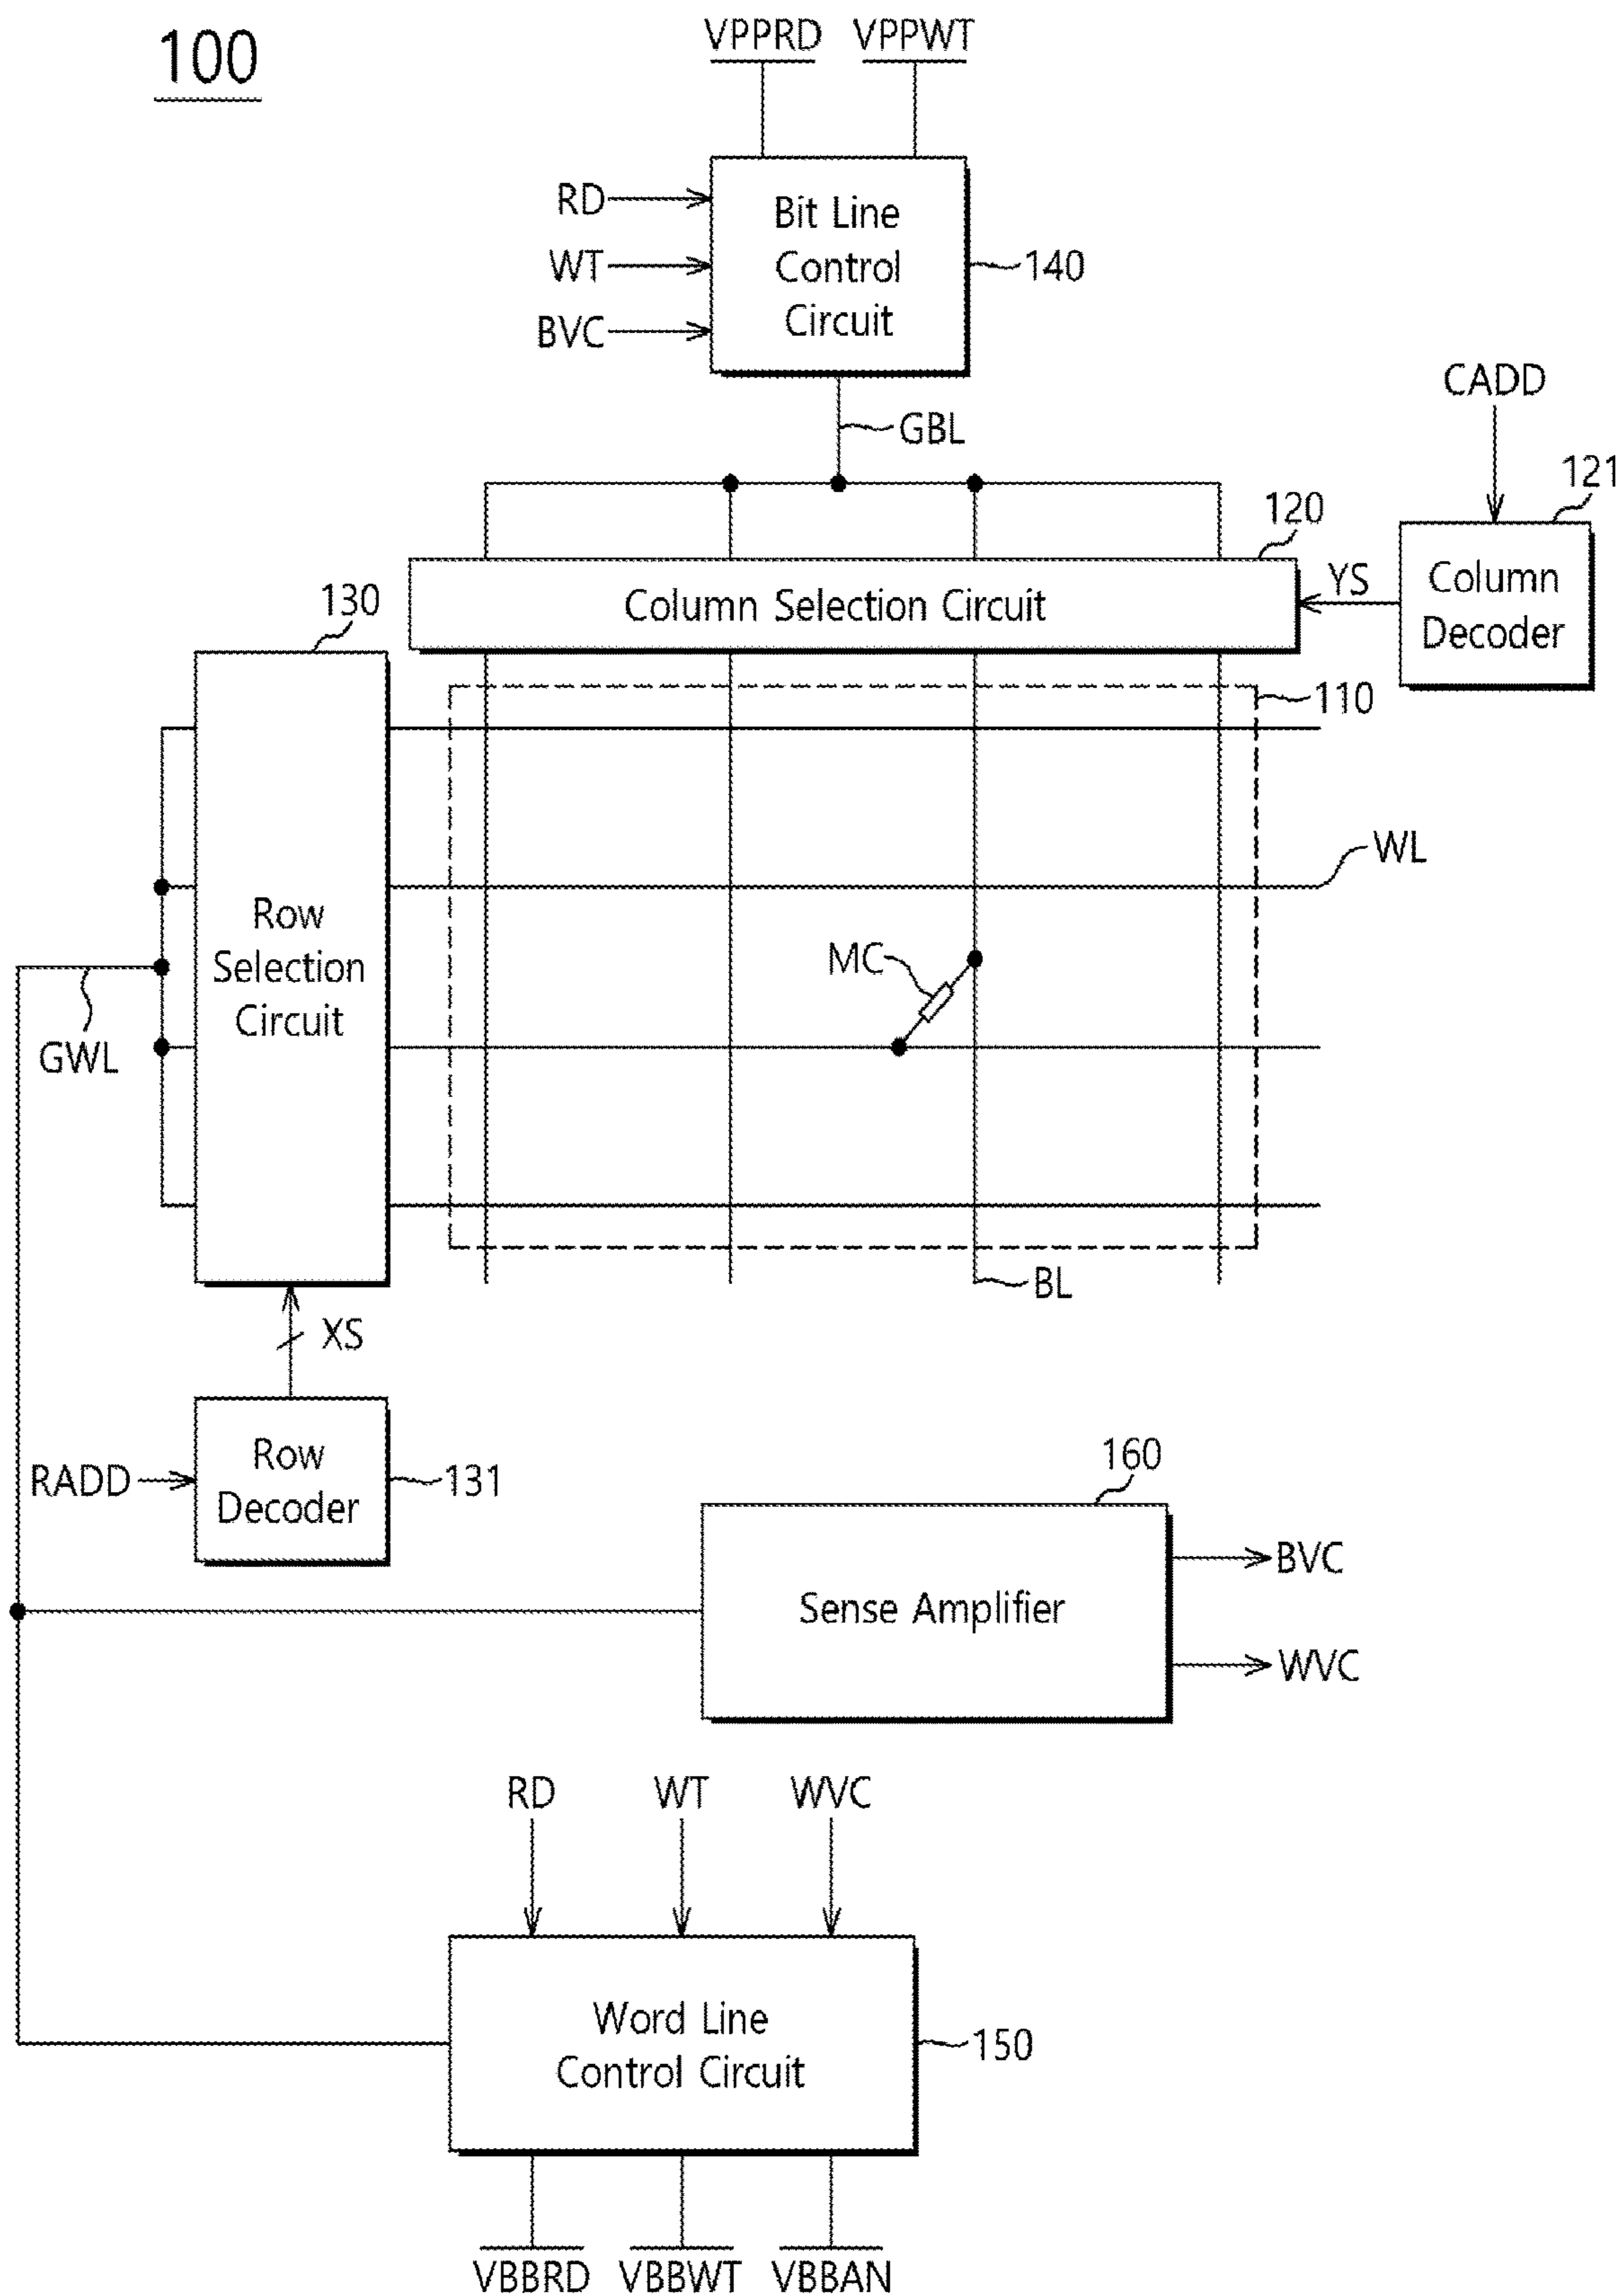 100
VPPRD VPPWT
RD
WT
BVC
Bit Line
Control
Circuit
140
GBL
CADD
121
120
Column
Decoder
YS
Column Selection Circuit
130
110
Row
Selection
Circuit
WL
MC
GWL
BL
XS
RADD
Row
Decoder
131
160
Sense Amplifier
BVC
WVC
RD WT WVC
Word Line
Control Circuit
150
VBBRD VBBWT VBBAN